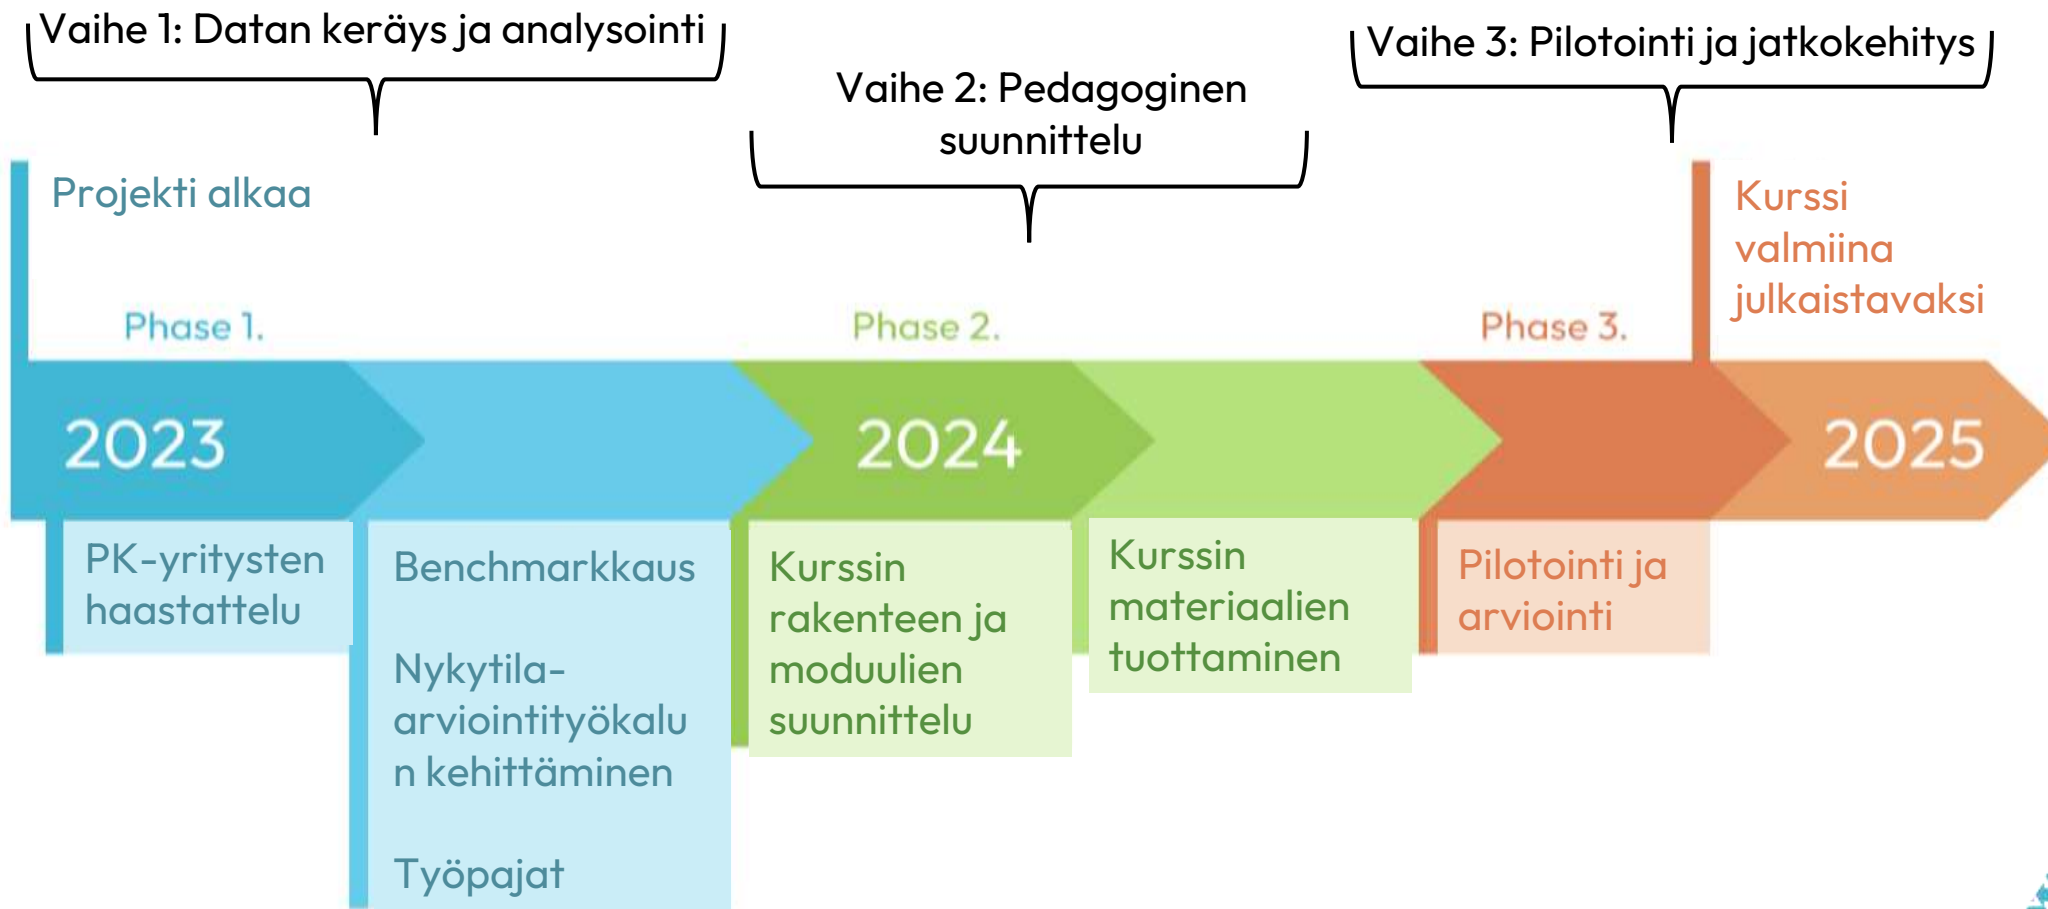 Vaihe 1: Datan keräys ja analysointi
Vaihe 2: Pedagoginen
suunnittelu
Vaihe 3: Pilotointi ja jatkokehitys
Projekti alkaa
Kurssi
valmiina
julkaistavaksi
Phase 1.
Phase 2.
Phase 3.
2023
2024
2025
PK-yritysten
haastattelu
Benchmarkkaus
Nykytila-
arviointityökalu
n kehittäminen
Työpajat
Kurssin
rakenteen ja
moduulien
suunnittelu
Kurssin
materiaalien
tuottaminen
Pilotointi ja
arviointi